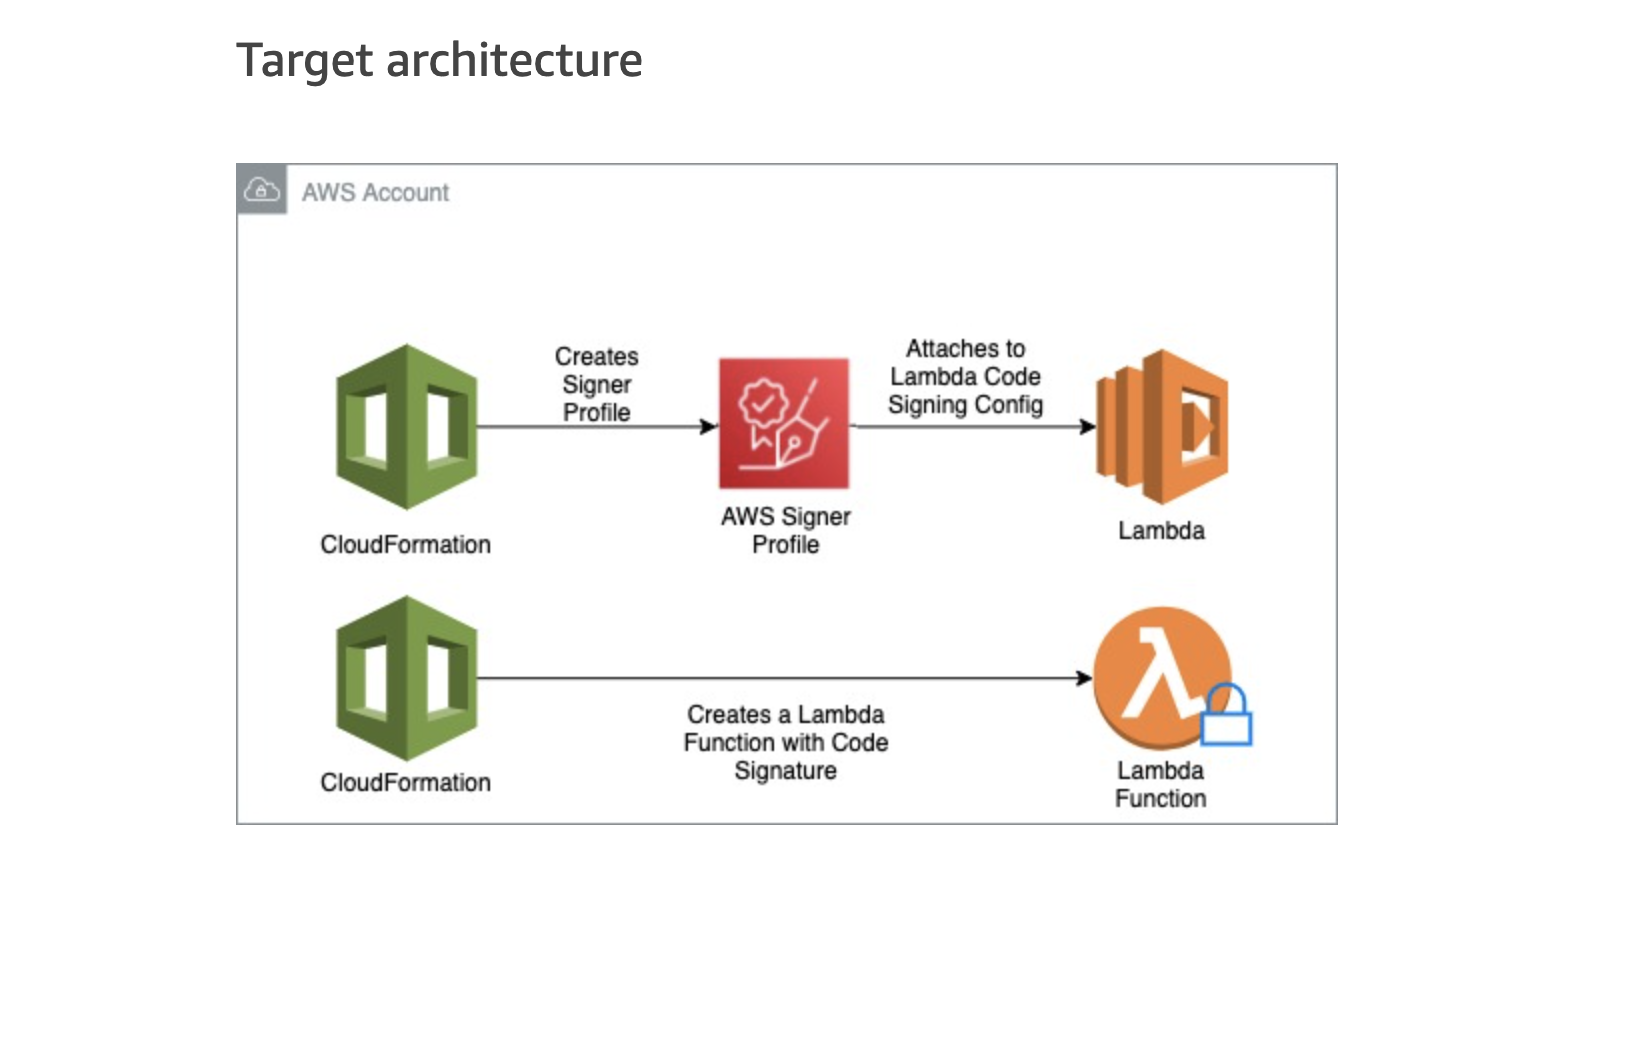 Target architecture
AWS Account
Creates
Signer
Profile
Attaches to
Lambda Code
Signing Config
CloudFormation
AWS Signer
Profile
Lambda
Creates a Lambda
Function with Code
Signature
CloudFormation
Lambda
Function